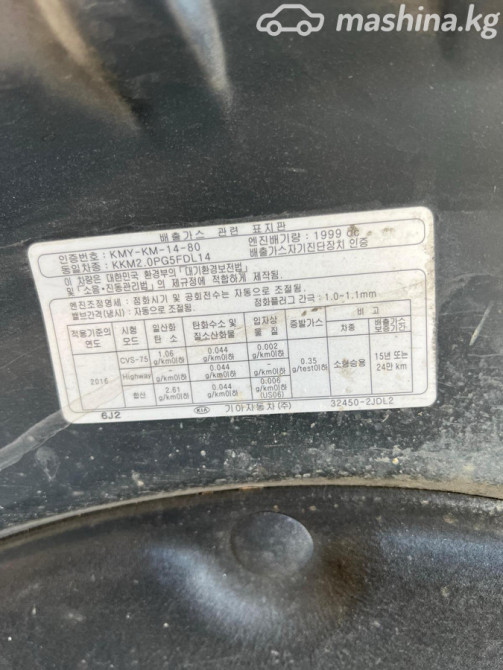 mashina.kg
배출가스 관련 표지판
인증번호: KMY-KM-14-80 엔진배기량: 1999 cc
동일차종: KKM2.0PG5FDL14 배출가스자기진단장치 인증
이 차량은 대한민국 환경부의 「대기환경보전법」
및 「소음·진동관리법」의 규정에 적합하게 제작됨.
엔진조정명세: 점화시기 및 공회전수는 자동으로 조절됨.
밸브간격(냉시): 자동으로 조절됨. 점화플러그 간극: 1.0-1.1mm
적용기준의 연도 시험 모드 일산화 탄소 탄화수소 및 질소산화물 입자상 물질 증발가스 비고
차종 배출가스 보증기간
2016 CVS-75 1.06 g/km이하 0.044 g/km이하 0.002 g/km이하 0.35 g/test이하 소형승용 15년 또는 24만 km
Highway - g/km이하 0.044 g/km이하 - g/km이하
합산 2.61 g/km이하 0.044 g/km이하 0.006 g/km이하 (US06)
6J2 KIA 기아자동차(주) 32450-2JDL2